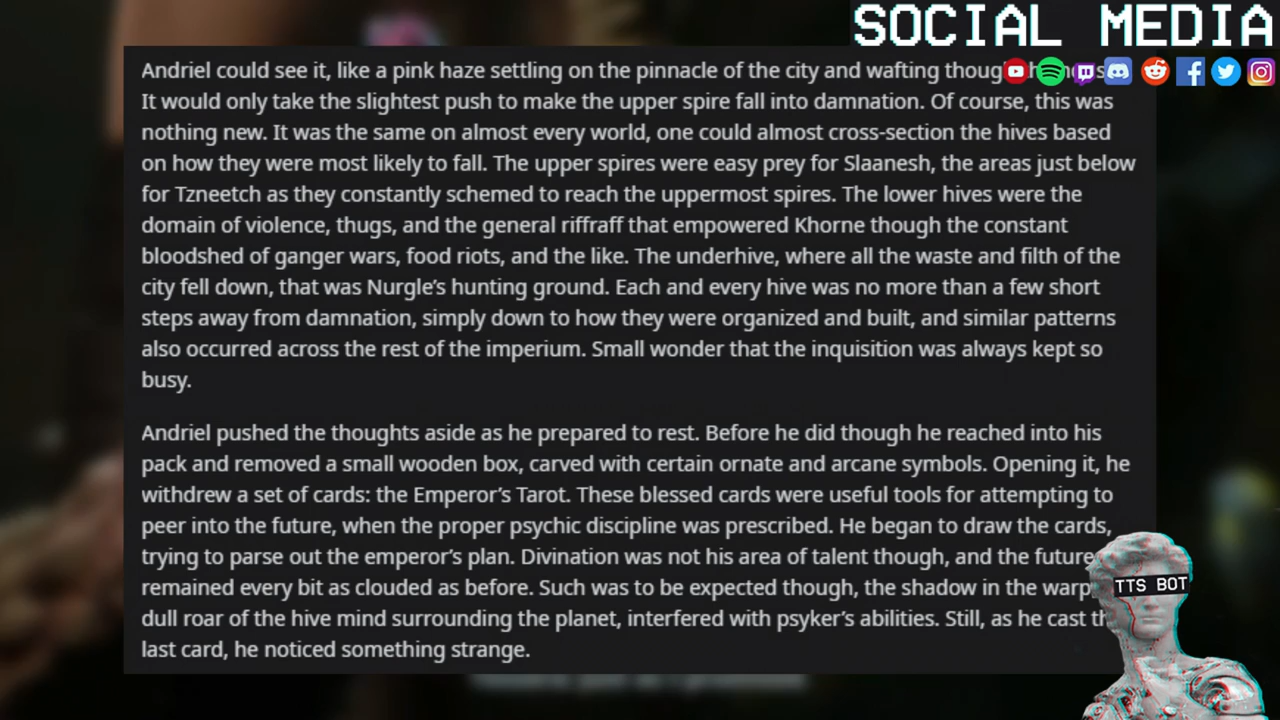 SOCIAL MEDIA
Andriel could see it, like a pink haze settling on the pinnacle of the city and wafting
It would only take the slightest push to make the upper spire fall into damnation. Of course, this was
nothing new. It was the same on almost every world, one could almost cross-section the hives based
on how they were most likely to fall. The upper spires were easy prey for Slaanesh, the areas just below
for Tzneetch as they constantly schemed to reach the uppermost spires. The lower hives were the
domain of violence, thugs, and the general riffraff that empowered Khorne though the constant
bloodshed of ganger wars, food riots, and the like. The underhive, where all the waste and filth of the
city fell down, that was Nurgle’s hunting ground. Each and every hive was no more than a few short
steps away from damnation, simply down to how they were organized and built, and similar patterns
also occurred across the rest of the imperium. Small wonder that the inquisition was always kept so
busy.
Andriel pushed the thoughts aside as he prepared to rest. Before he did though he reached into his
pack and removed a small wooden box, carved with certain ornate and arcane symbols. Opening it, he
withdrew a set of cards: the Emperor’s Tarot. These blessed cards were useful tools for attempting to
peer into the future, when the proper psychic discipline was prescribed. He began to draw the cards,
trying to parse out the emperor’s plan. Divination was not his area of talent though, and the future
remained every bit as clouded as before. Such was to be expected though, the shadow in the warp,
dull roar of the hive mind surrounding the planet, interfered with psyker’s abilities. Still, as he cast
last card, he noticed something strange.
TTS BOT